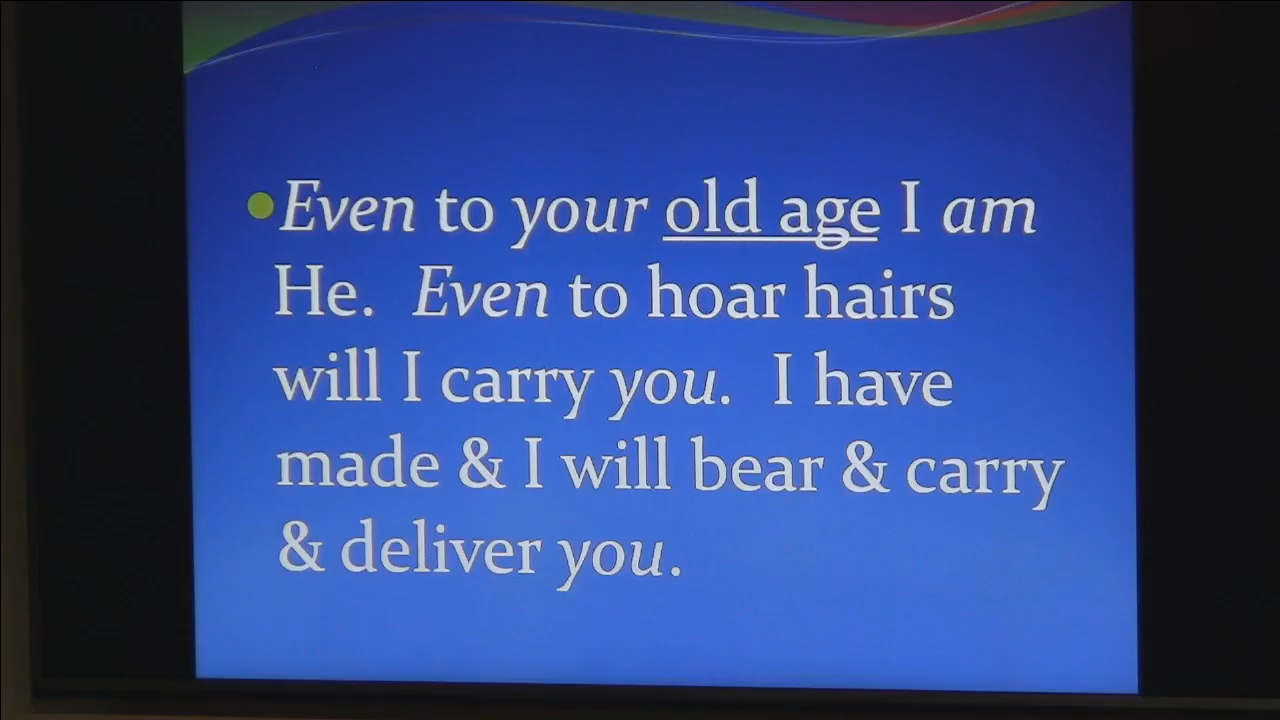 Even to your old age I am
He. Even to hoar hairs
will I carry you. I have
made & I will bear & carry
& deliver you.